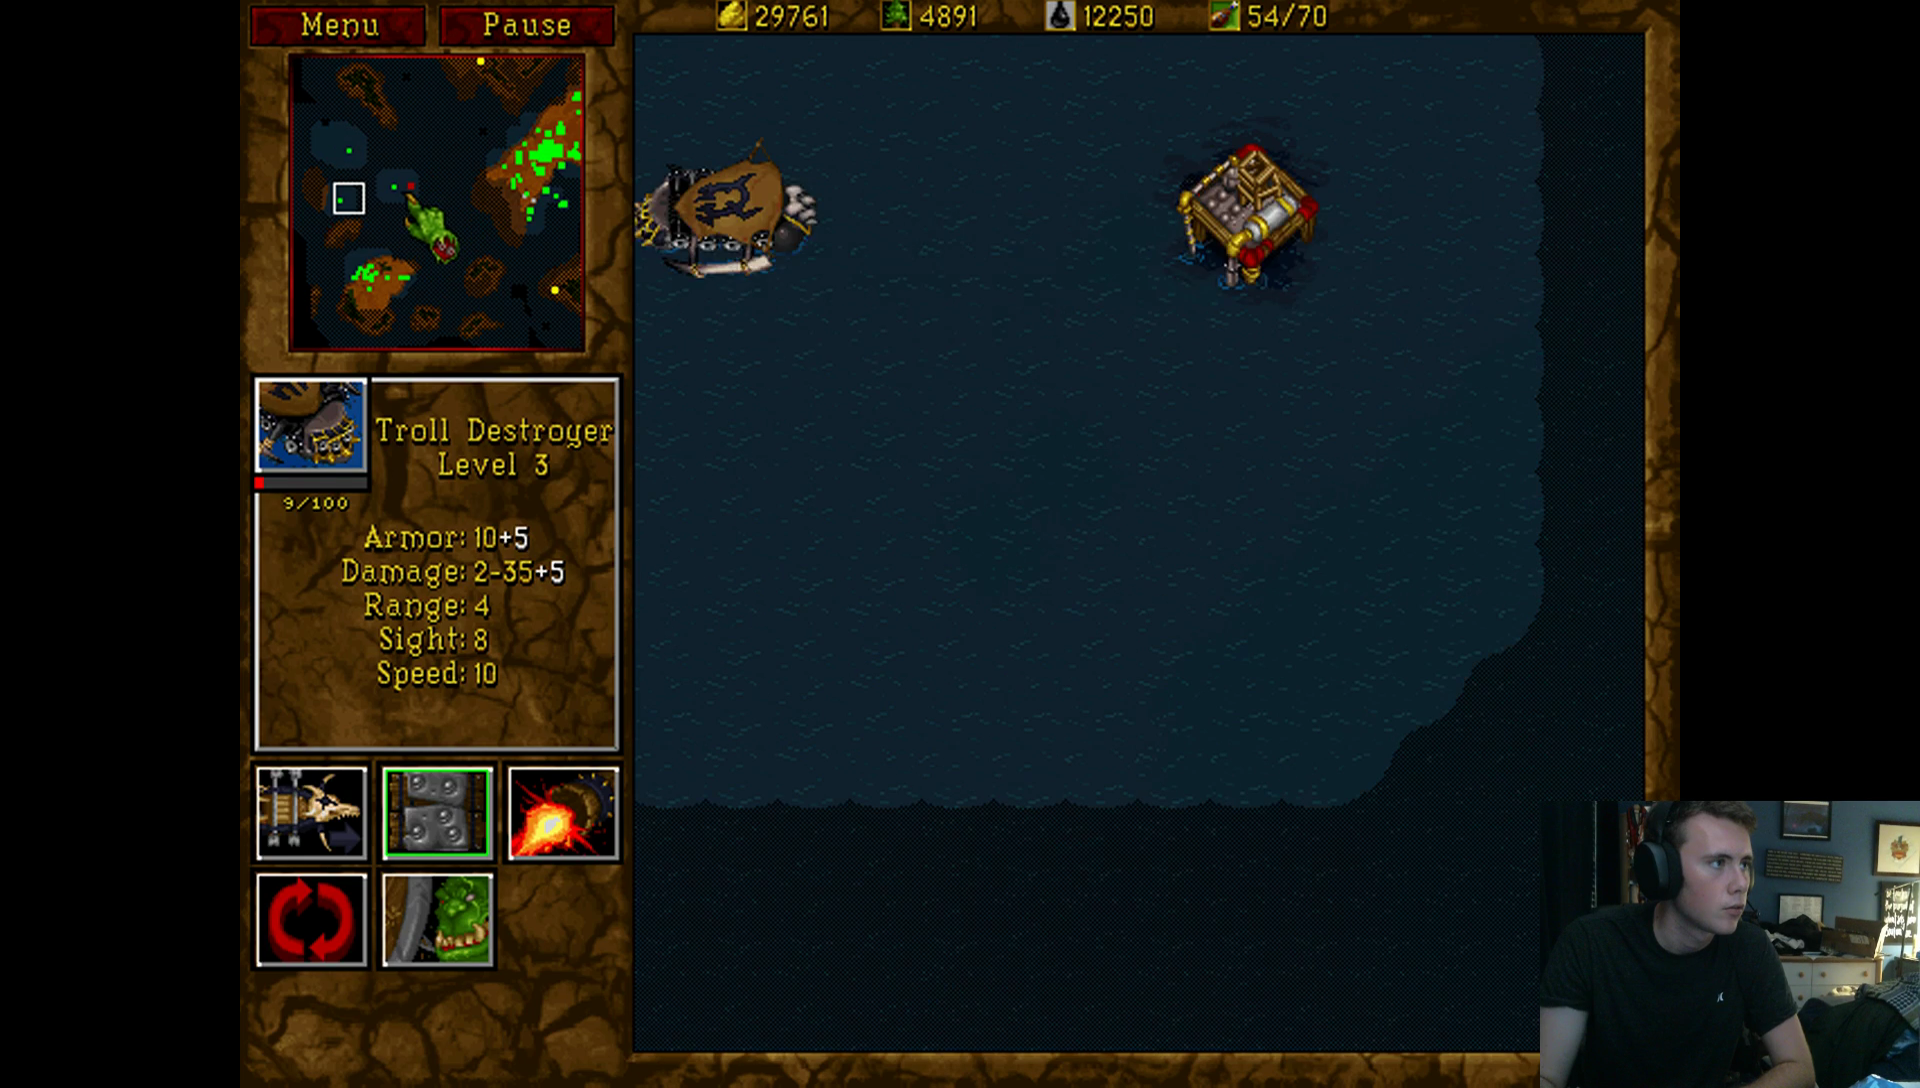 Menu
Pause
29761
4891
12250
54/70
Troll Destroyer
Level 3
9/100
Armor: 10+5
Damage: 2-35+5
Range: 4
Sight: 8
Speed: 10